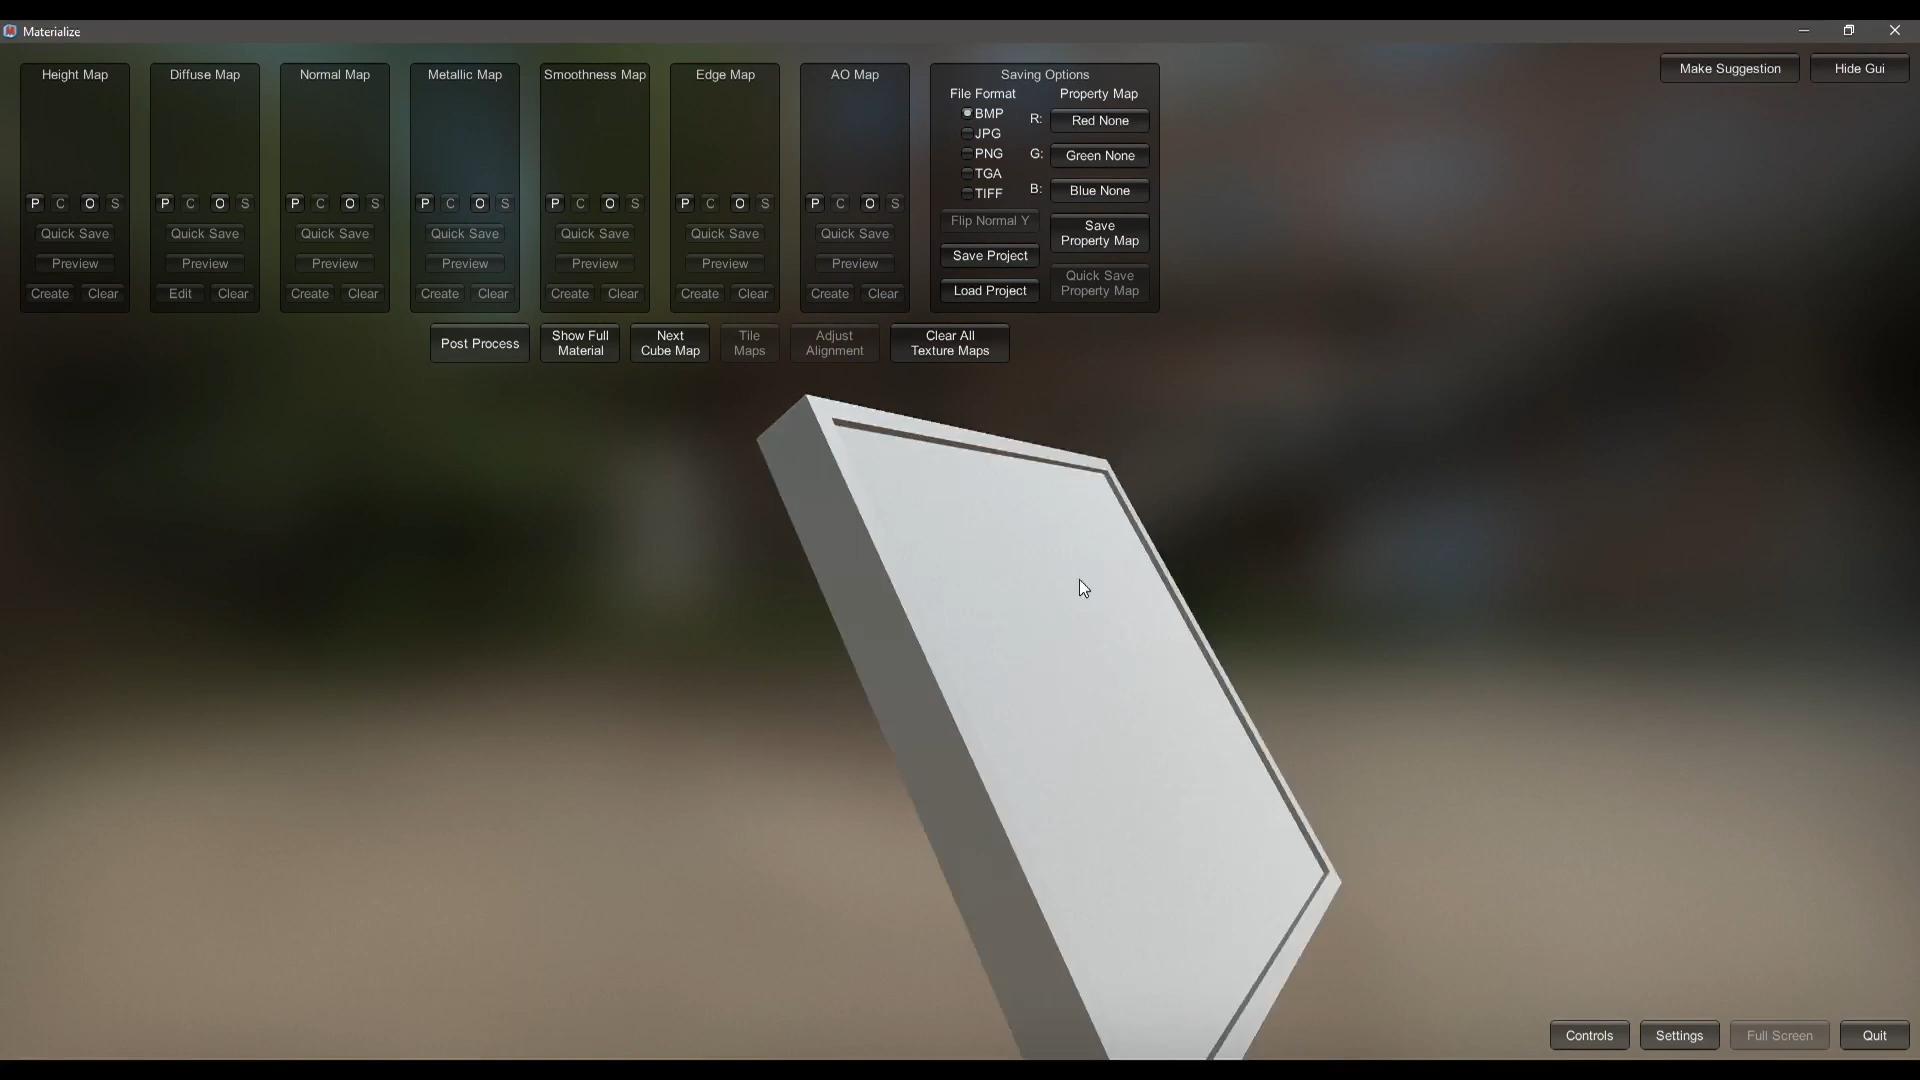 Materialize
Make Suggestion
Hide Gui
Height Map
Diffuse Map
Normal Map
Metallic Map
Smoothness Map
Edge Map
AO Map
Saving Options
File Format
Property Map
BMP
R:
Red None
JPG
PNG
G:
Green None
TGA
TIFF
B:
Blue None
P C O S
P C O S
P C O S
P C O S
P C O S
P C O S
P C O S
Flip Normal Y
Save
Property Map
Quick Save
Quick Save
Quick Save
Quick Save
Quick Save
Quick Save
Quick Save
Save Project
Preview
Preview
Preview
Preview
Preview
Preview
Preview
Quick Save
Property Map
Create Clear
Edit Clear
Create Clear
Create Clear
Create Clear
Create Clear
Create Clear
Load Project
Post Process
Show Full
Material
Next
Cube Map
Tile
Maps
Adjust
Alignment
Clear All
Texture Maps
Controls
Settings
Full Screen
Quit